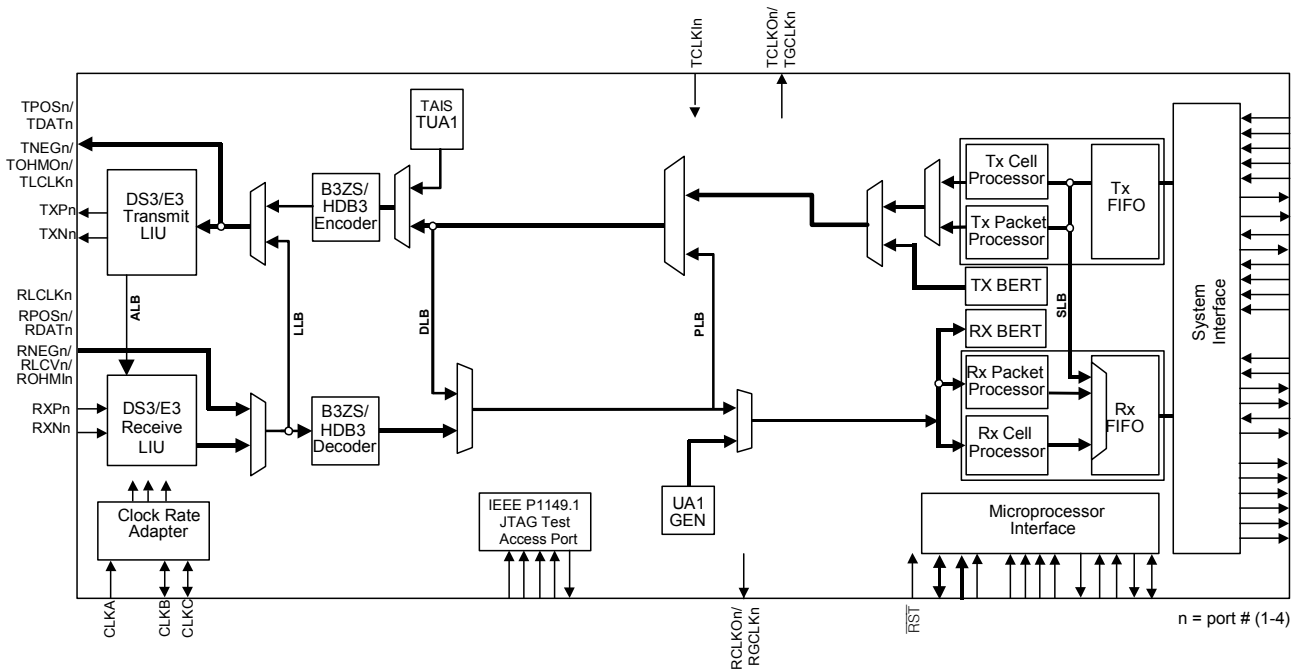 TCLKIn
TCLKOn/
TGCLKn
TPOSn/
TDATn
TNEGn/
TOHMOn/
TLCLKn
TXPn
TXNn
RLCLKn
RPOSn/
RDATn
RNEGn/
RLCVn/
ROHMIn
RXPn
RXNn
TAIS
TUA1
DS3/E3
Transmit
LIU
B3ZS/
HDB3
Encoder
ALB
LLB
DLB
PLB
SLB
DS3/E3
Receive
LIU
B3ZS/
HDB3
Decoder
Tx Cell
Processor
Tx Packet
Processor
Tx
FIFO
TX BERT
RX BERT
Rx Packet
Processor
Rx Cell
Processor
Rx
FIFO
System
Interface
Clock Rate
Adapter
IEEE P1149.1
JTAG Test
Access Port
UA1
GEN
Microprocessor
Interface
CLKA
CLKB
CLKC
RCLKOn/
RGCLKn
RST
n = port # (1-4)